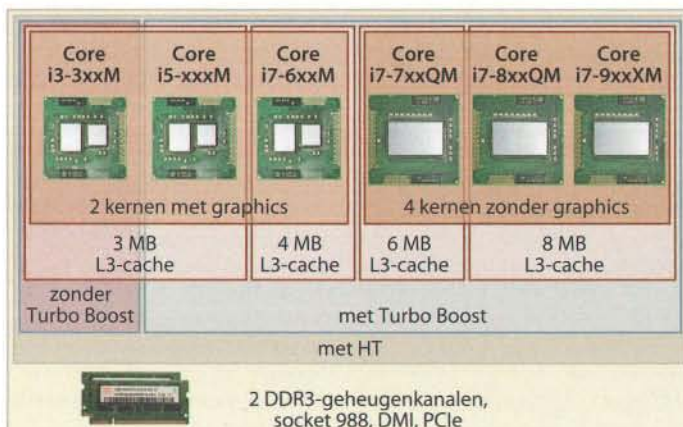 Core
i3-3xxM
Core
i5-xxxM
Core
i7-6xxM
Core
i7-7xxQM
Core
i7-8xxQM
Core
i7-9xxXM
2 kernen met graphics
4 kernen zonder graphics
3 MB
L3-cache
4 MB
L3-cache
6 MB
L3-cache
8 MB
L3-cache
zonder
Turbo Boost
met Turbo Boost
met HT
2 DDR3-geheugenkanalen,
socket 988, DMI, PCIe